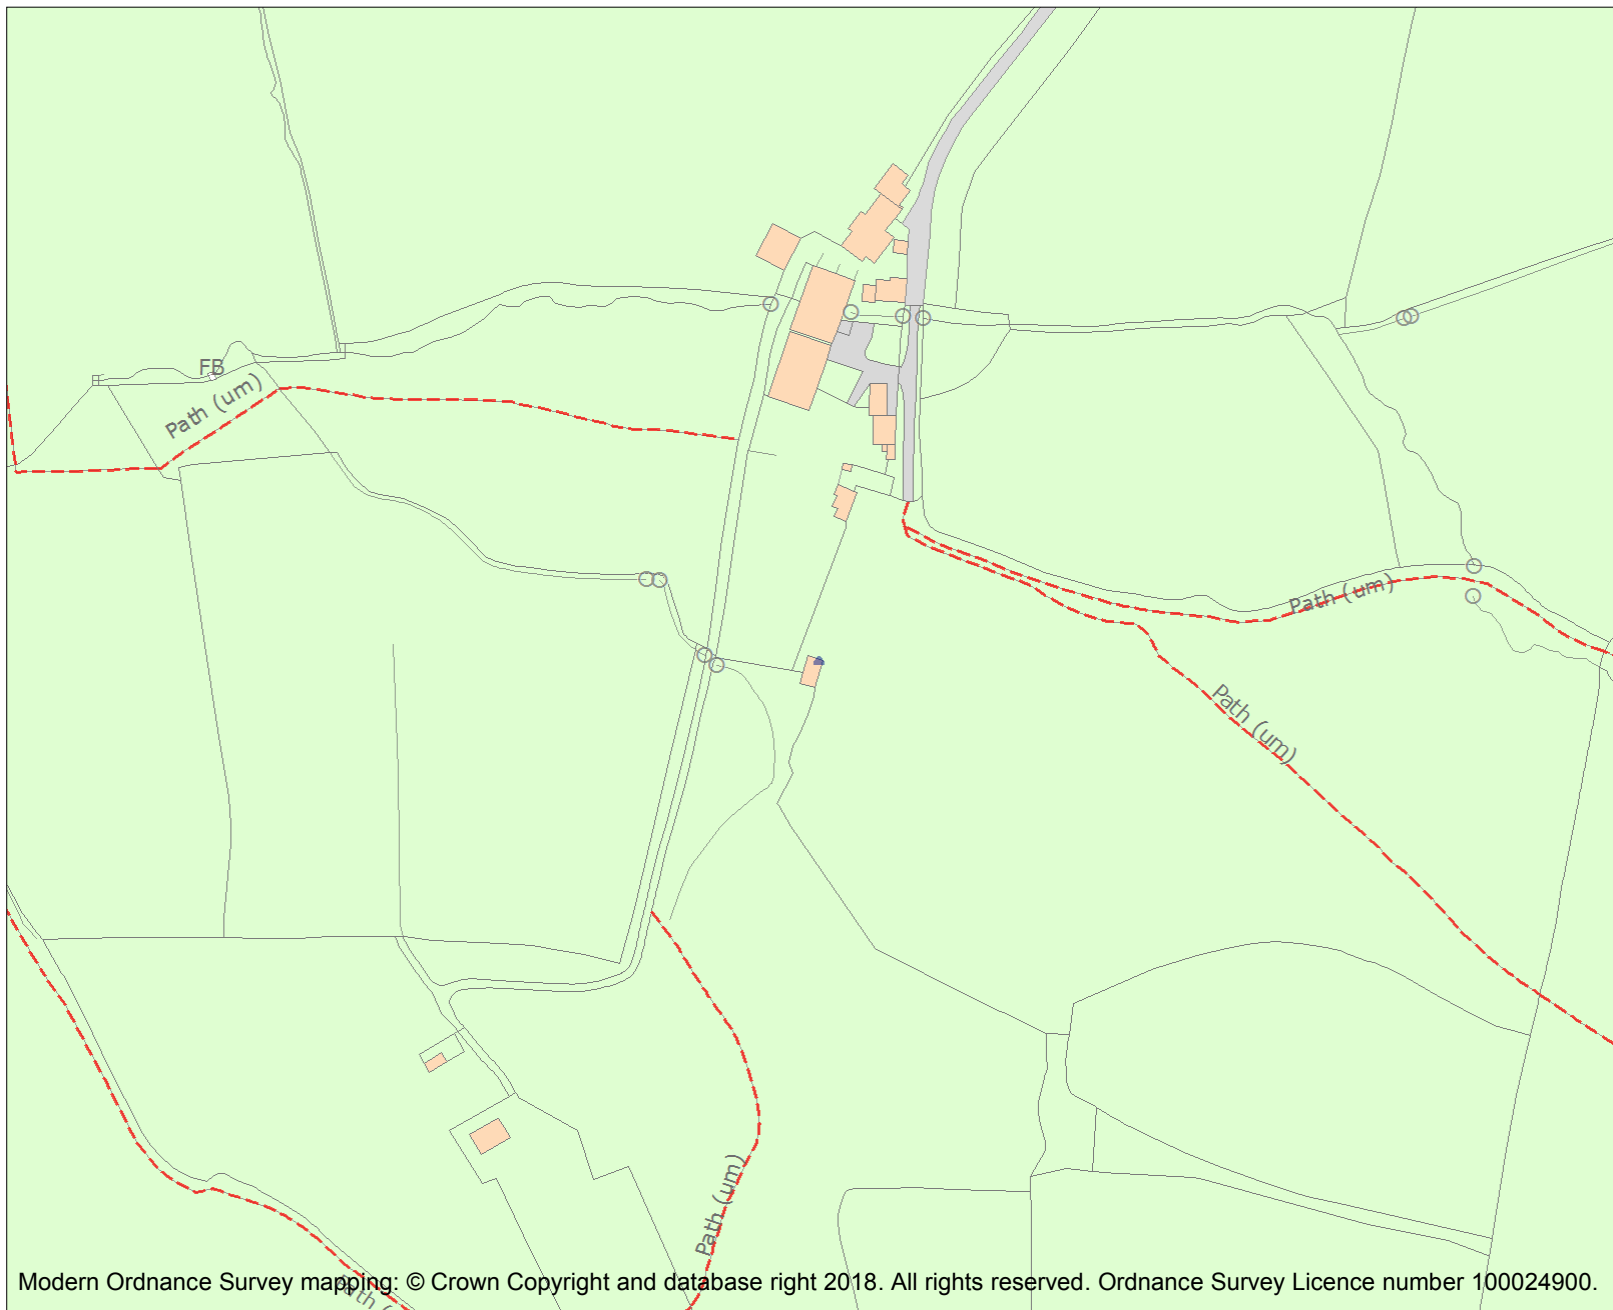 FB
Path (um)
Path (um)
Path (um)
Path (um)
Path (
Modern Ordnance Survey mapping: © Crown Copyright and database right 2018. All rights reserved. Ordnance Survey Licence number 100024900.